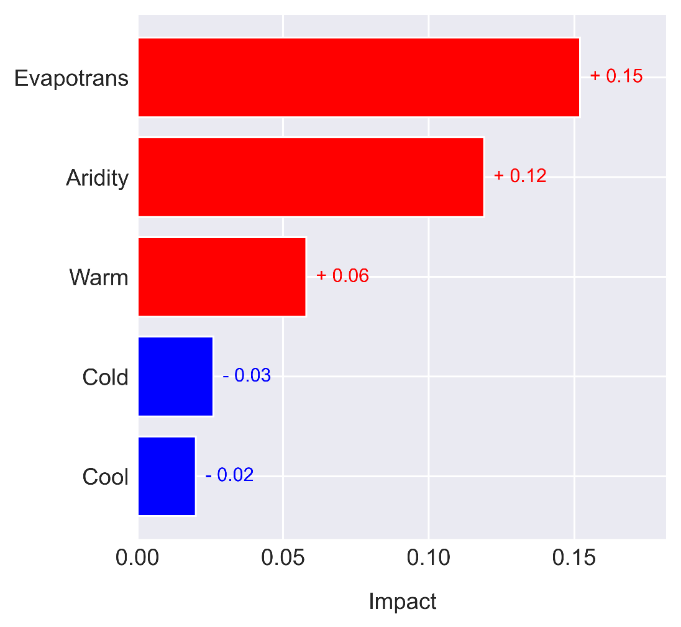 Evapotrans
+ 0.15
Aridity
+ 0.12
Warm
+ 0.06
Cold
- 0.03
Cool
- 0.02
0.00 0.05 0.10 0.15
Impact